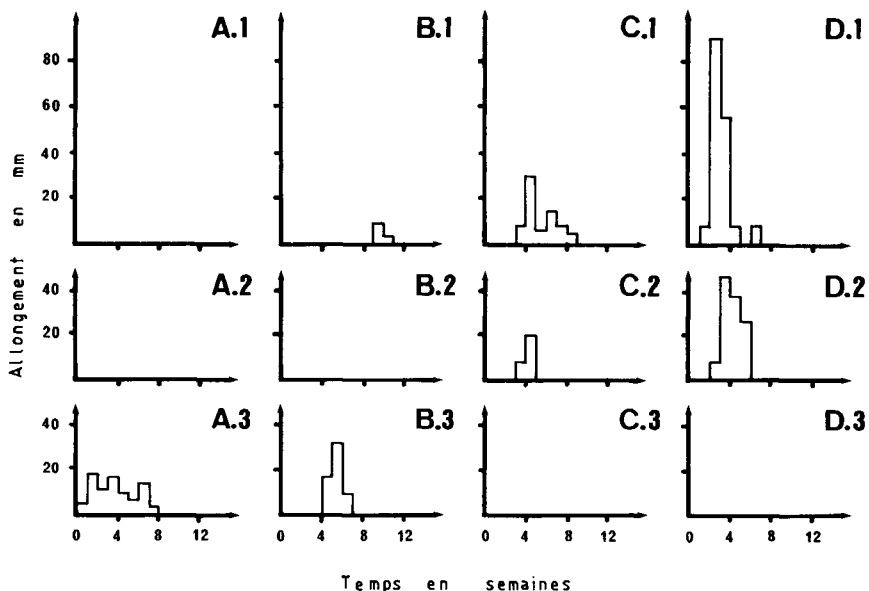 A.1 B.1 C.1 D.1
80
60
40
20
A.2 B.2 C.2 D.2
40
20
A.3 B.3 C.3 D.3
40
20
0 4 8 12 0 4 8 12 0 4 8 12 0 4 8 12
Allongement en mm
Temps en semaines